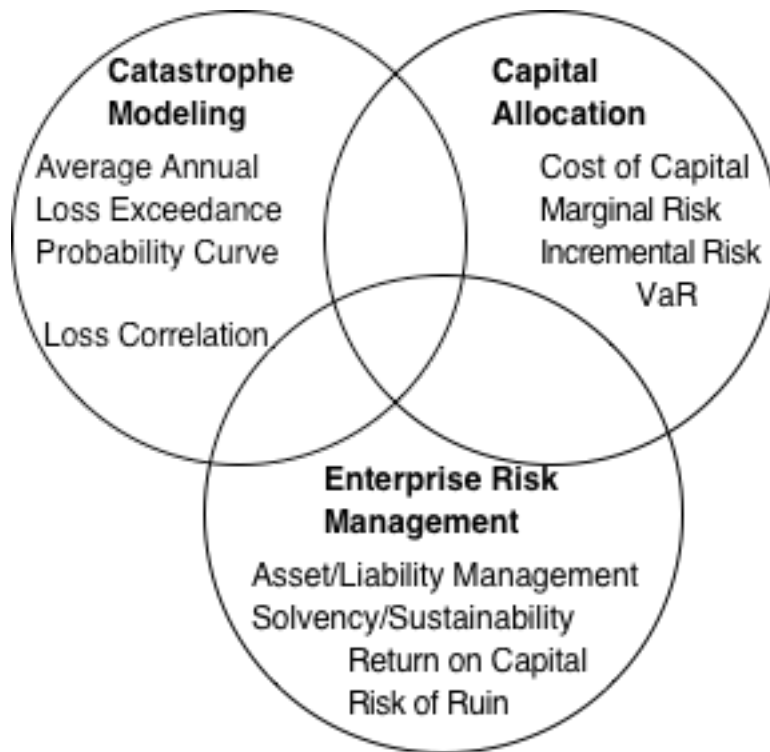 Catastrophe
Modeling
Average Annual
Loss Exceedance
Probability Curve
Loss Correlation
Capital
Allocation
Cost of Capital
Marginal Risk
Incremental Risk
VaR
Enterprise Risk
Management
Asset/Liability Management
Solvency/Sustainability
Return on Capital
Risk of Ruin